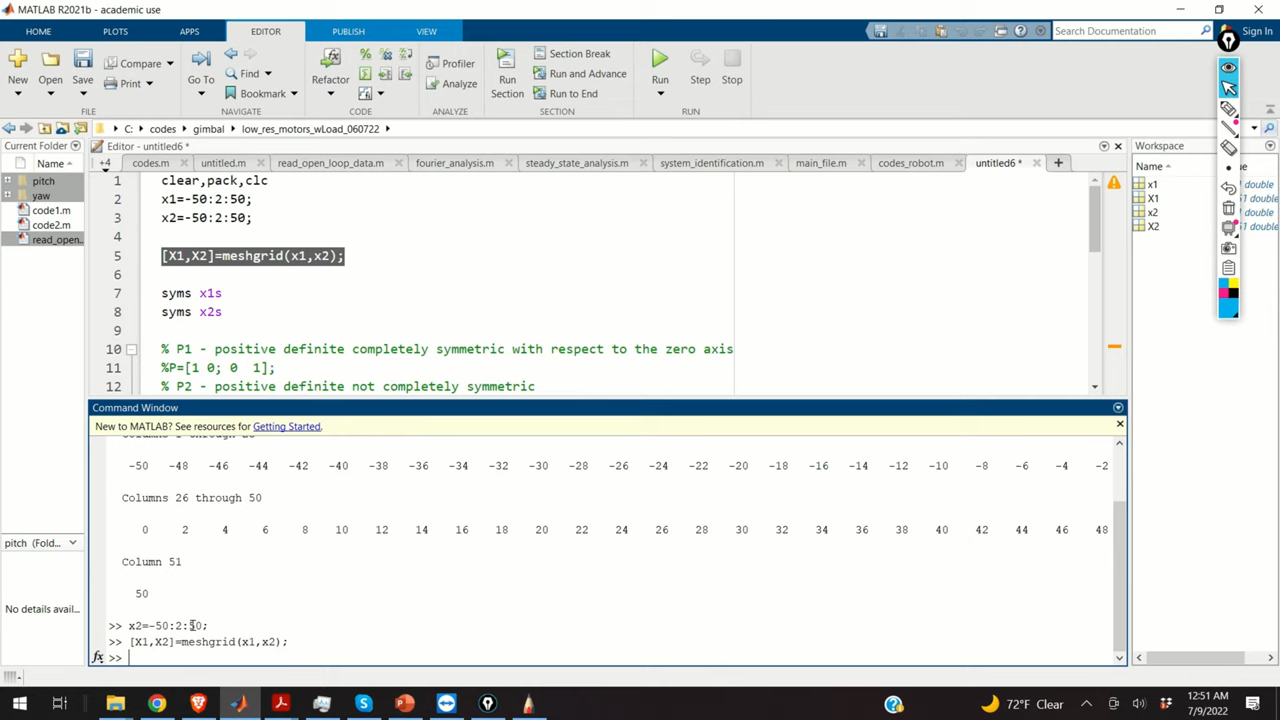 MATLAB R2021b - academic use
HOME PLOTS APPS EDITOR PUBLISH VIEW
Search Documentation
Sign In
New Open Save
Compare
Print
FILE
Go To
Find
Bookmark
NAVIGATE
Refactor
CODE
Profiler
Analyze
ANALYZE
Run Section
Section Break
Run and Advance
Run to End
SECTION
Run Step Stop
RUN
C: codes gimbal low_res_motors_wLoad_060722
Current Folder
Name
pitch
yaw
code1.m
code2.m
read_open...
pitch (Fold...
No details avail...
Editor - untitled6 *
+4 codes.m untitled.m read_open_loop_data.m fourier_analysis.m steady_state_analysis.m system_identification.m main_file.m codes_robot.m untitled6 *
1 clear,pack,clc
2 x1=-50:2:50;
3 x2=-50:2:50;
4
5 [X1,X2]=meshgrid(x1,x2);
6
7 syms x1s
8 syms x2s
9
10 % P1 - positive definite completely symmetric with respect to the zero axis
11 %P=[1 0; 0 1];
12 % P2 - positive definite not completely symmetric
Command Window
New to MATLAB? See resources for Getting Started.
-50 -48 -46 -44 -42 -40 -38 -36 -34 -32 -30 -28 -26 -24 -22 -20 -18 -16 -14 -12 -10 -8 -6 -4 -2
Columns 26 through 50
0 2 4 6 8 10 12 14 16 18 20 22 24 26 28 30 32 34 36 38 40 42 44 46 48
Column 51
50
>> x2=-50:2:50;
>> [X1,X2]=meshgrid(x1,x2);
fx >>
Workspace
Name
x1 double
X1 51 double
x2 double
X2 51 double
72°F Clear
12:51 AM
7/9/2022